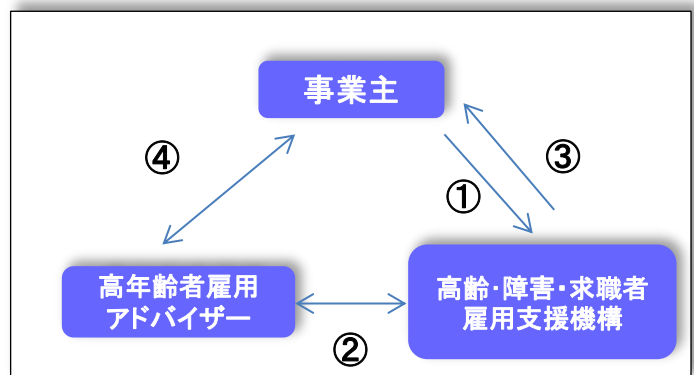 事業主
④
③
①
高年齢者雇用
アドバイザー
高齢・障害・求職者
雇用支援機構
②